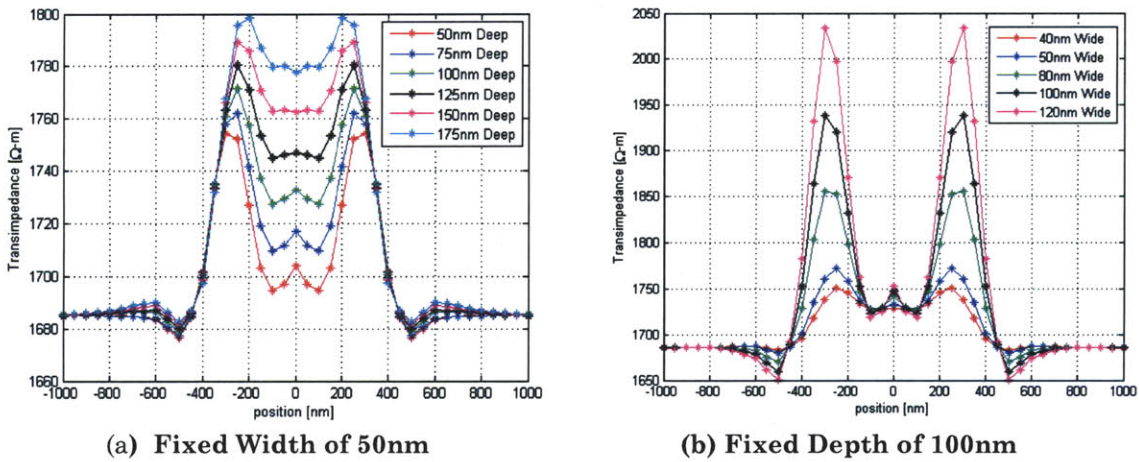 1800
1780
1760
1740
1720
1700
1680
1660
Transimpedance [Ω-m]
-1000 -800 -600 -400 -200 0 200 400 600 800 1000
position [nm]
50nm Deep
75nm Deep
100nm Deep
125nm Deep
150nm Deep
175nm Deep
(a) Fixed Width of 50nm
2050
2000
1950
1900
1850
1800
1750
1700
1650
Transimpedance [Ω-m]
-1000 -800 -600 -400 -200 0 200 400 600 800 1000
position [nm]
40nm Wide
50nm Wide
80nm Wide
100nm Wide
120nm Wide
(b) Fixed Depth of 100nm